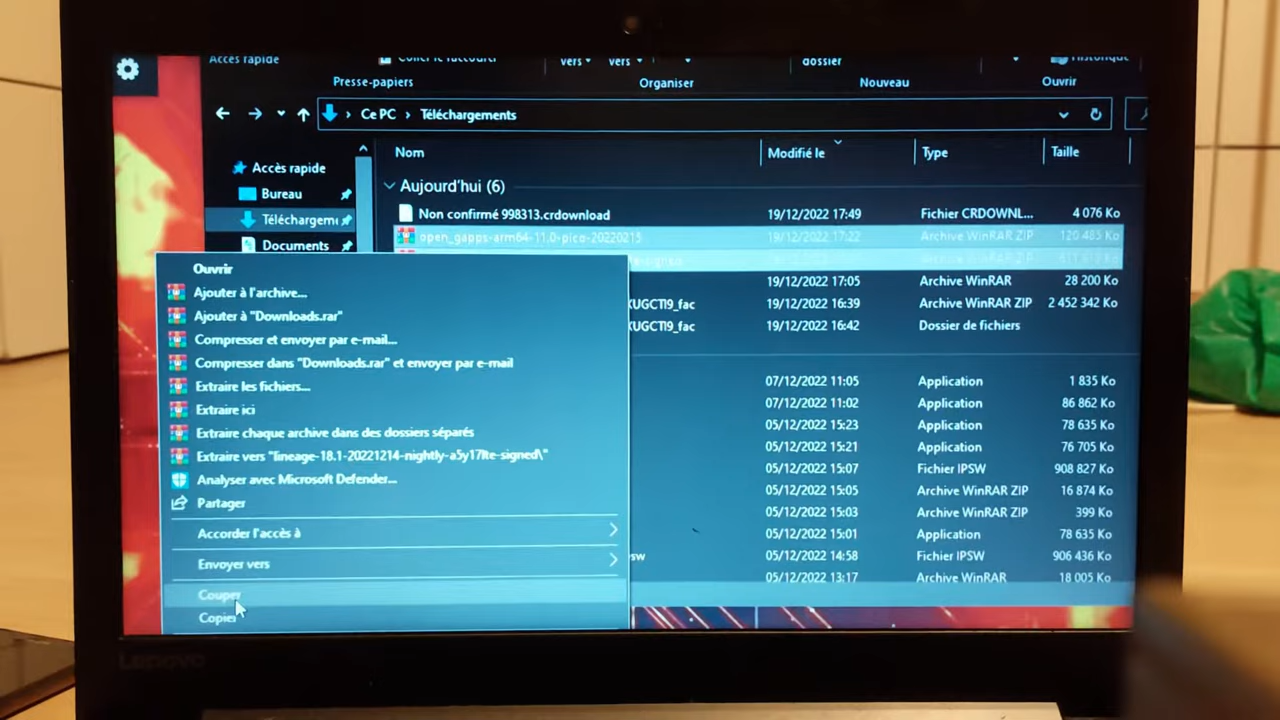 Accès rapide
Coller le raccourci
vers
vers
dossier
Historique
Presse-papiers
Organiser
Nouveau
Ouvrir
Ce PC > Téléchargements
Nom
Modifié le
Type
Taille
Accès rapide
Bureau
Téléchargem
Documents
Aujourd'hui (6)
Non confirmé 998313.crdownload 19/12/2022 17:49 Fichier CRDOWNL... 4 076 Ko
open_gapps-arm64-11.0-pico-20220215 19/12/2022 17:22 Archive WinRAR ZIP 120 485 Ko
19/12/2022 17:05 Archive WinRAR 28 200 Ko
XUGCTI9_fac 19/12/2022 16:39 Archive WinRAR ZIP 2 452 342 Ko
XUGCTI9_fac 19/12/2022 16:42 Dossier de fichiers
07/12/2022 11:05 Application 1 835 Ko
07/12/2022 11:02 Application 86 862 Ko
05/12/2022 15:23 Application 78 635 Ko
05/12/2022 15:21 Application 76 705 Ko
05/12/2022 15:07 Fichier IPSW 908 827 Ko
05/12/2022 15:05 Archive WinRAR ZIP 16 874 Ko
05/12/2022 15:03 Archive WinRAR ZIP 399 Ko
05/12/2022 15:01 Application 78 635 Ko
sw 05/12/2022 14:58 Fichier IPSW 906 436 Ko
05/12/2022 13:17 Archive WinRAR 18 005 Ko
Ouvrir
Ajouter à l'archive...
Ajouter à "Downloads.rar"
Compresser et envoyer par e-mail...
Compresser dans "Downloads.rar" et envoyer par e-mail
Extraire les fichiers...
Extraire ici
Extraire chaque archive dans des dossiers séparés
Extraire vers "lineage-18.1-20221214-nightly-a5y17lte-signed\"
Analyser avec Microsoft Defender...
Partager
Accorder l'accès à
Envoyer vers
Couper
Copier
Lenovo